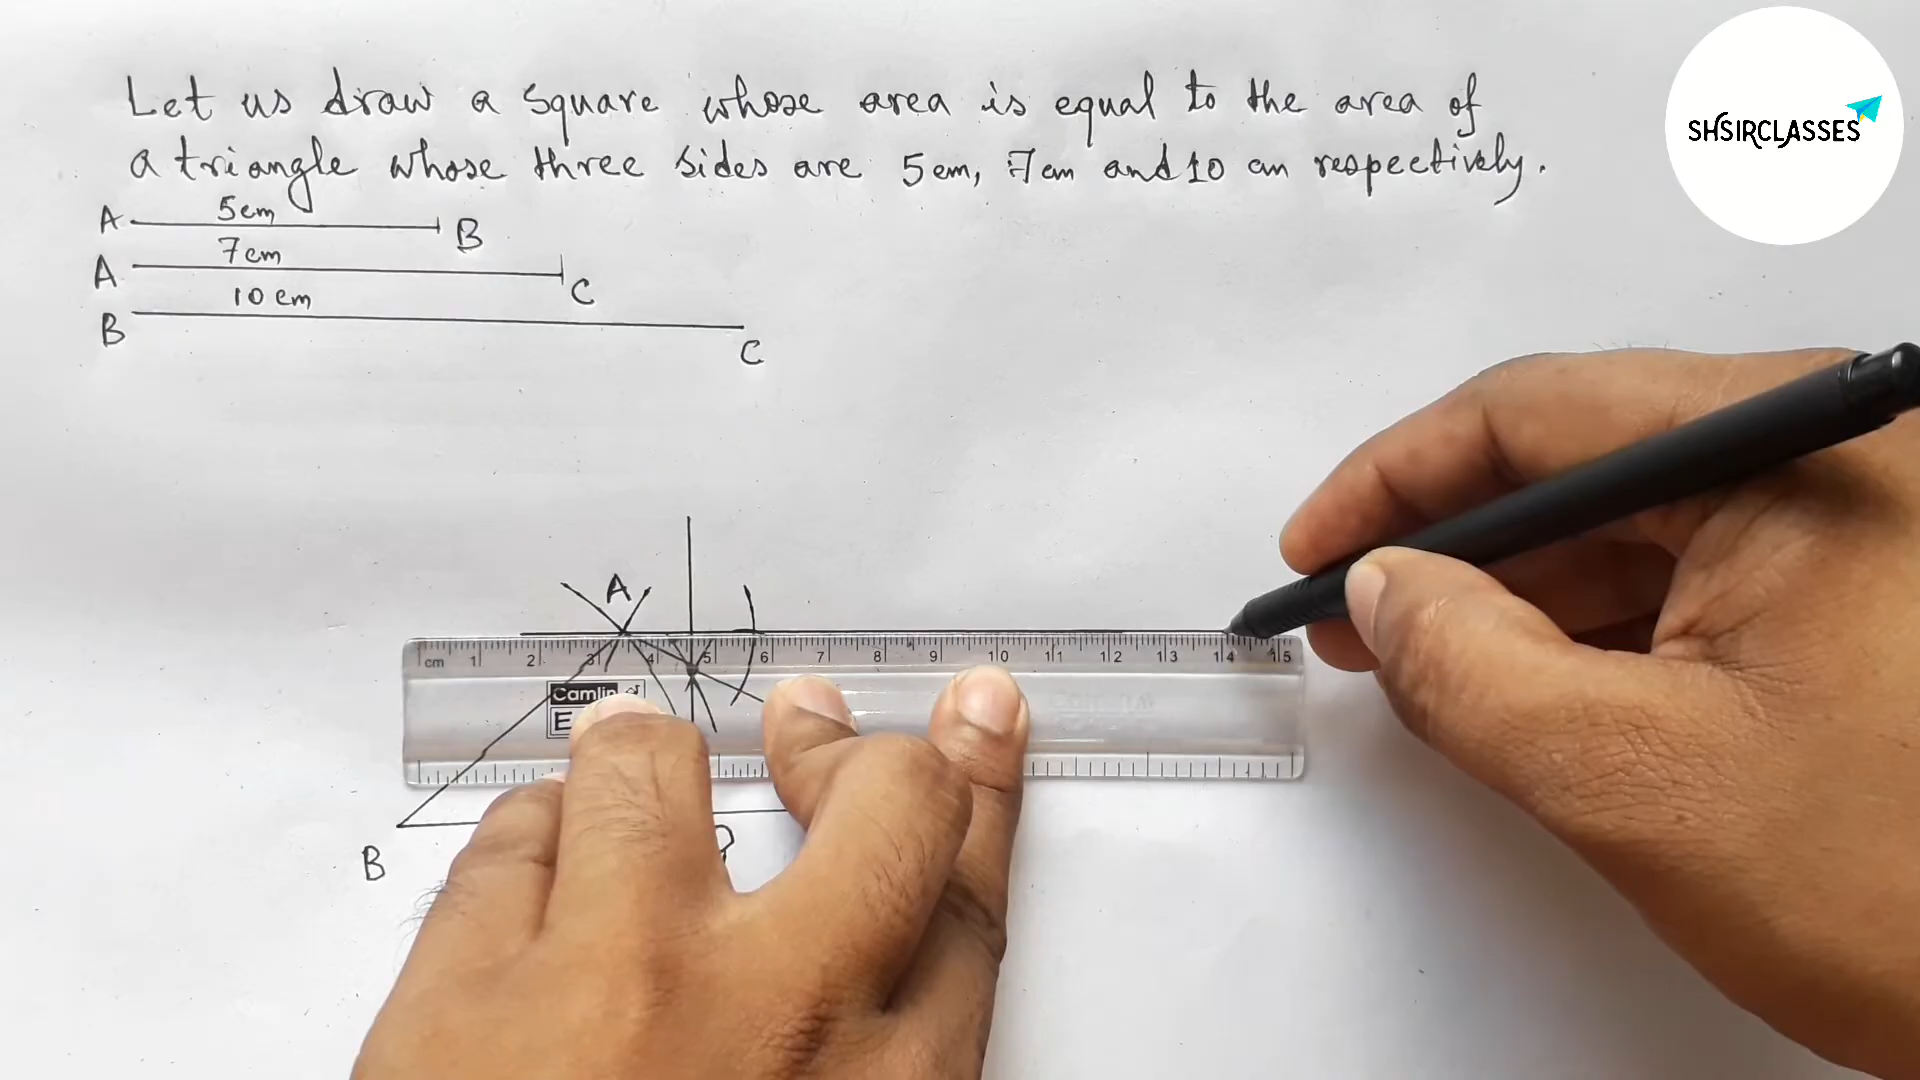 Let us draw a square whose area is equal to the area of
a triangle whose three sides are 5cm, 7cm and 10 cm respectively.
SHSIRCLASSES
A 5cm B
A 7cm C
B 10 cm C
A
cm 1 2 3 4 5 6 7 8 9 10 11 12 13 14 15
Camlin
E
B